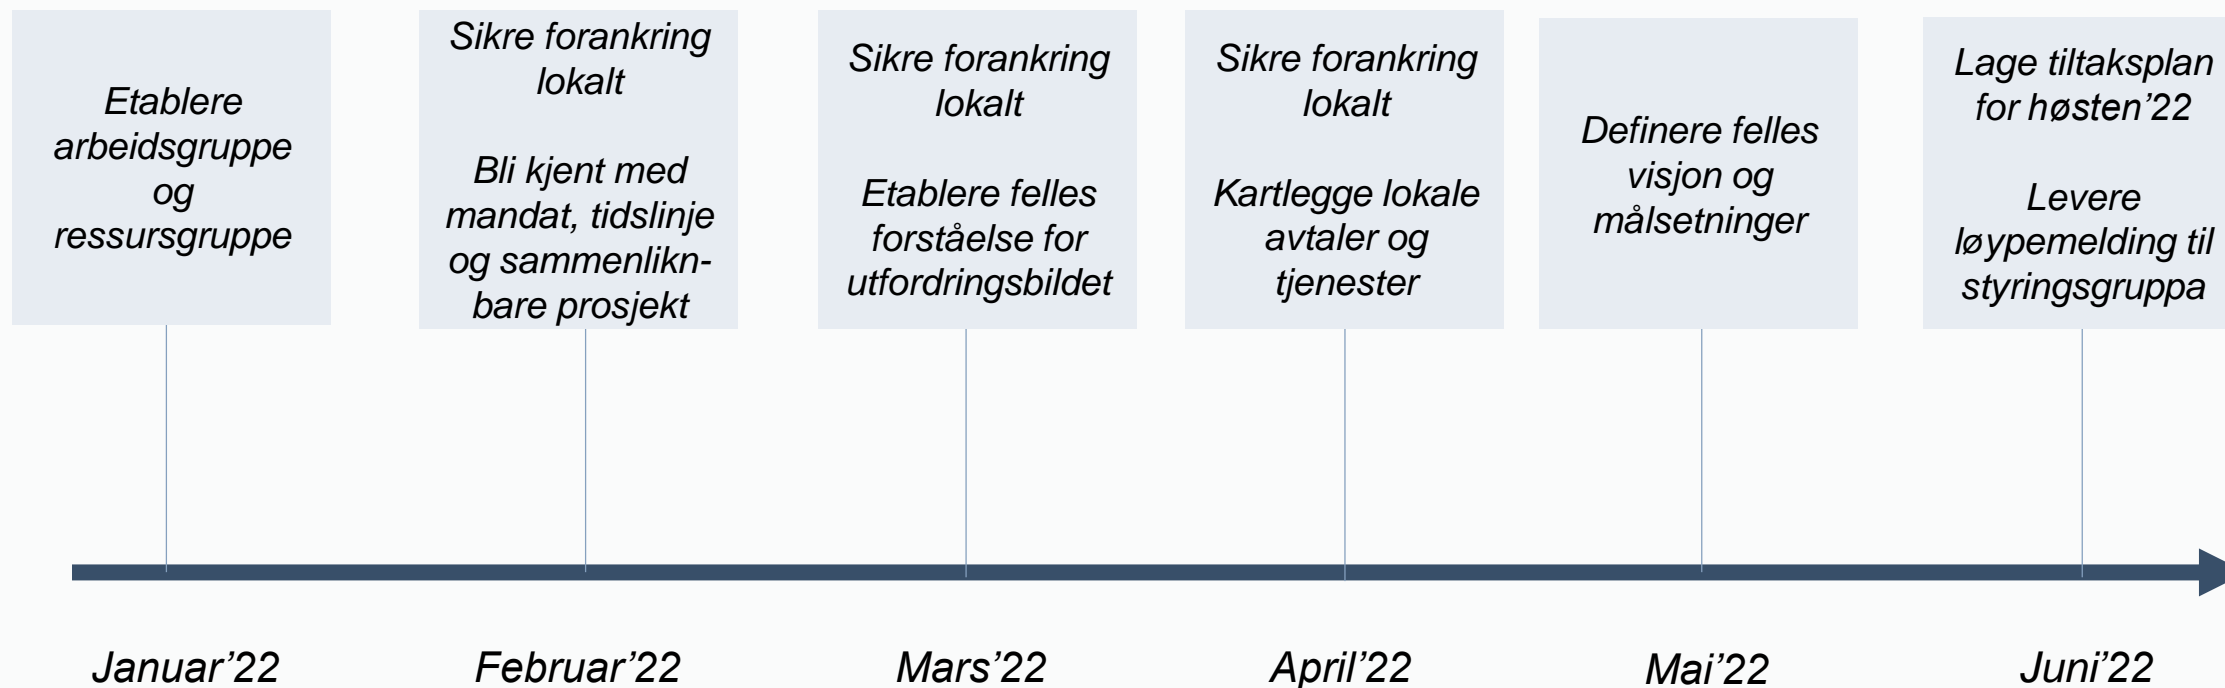 Etablere
arbeidsgruppe
og
ressursgruppe
Sikre forankring
lokalt
Bli kjent med
mandat, tidslinje
og sammenlikn-
bare prosjekt
Sikre forankring
lokalt
Etablere felles
forståelse for
utfordringsbildet
Sikre forankring
lokalt
Kartlegge lokale
avtaler og
tjenester
Definere felles
visjon og
målsetninger
Lage tiltaksplan
for høsten’22
Levere
løypemelding til
styringsgruppa
Januar’22
Februar’22
Mars’22
April’22
Mai’22
Juni’22